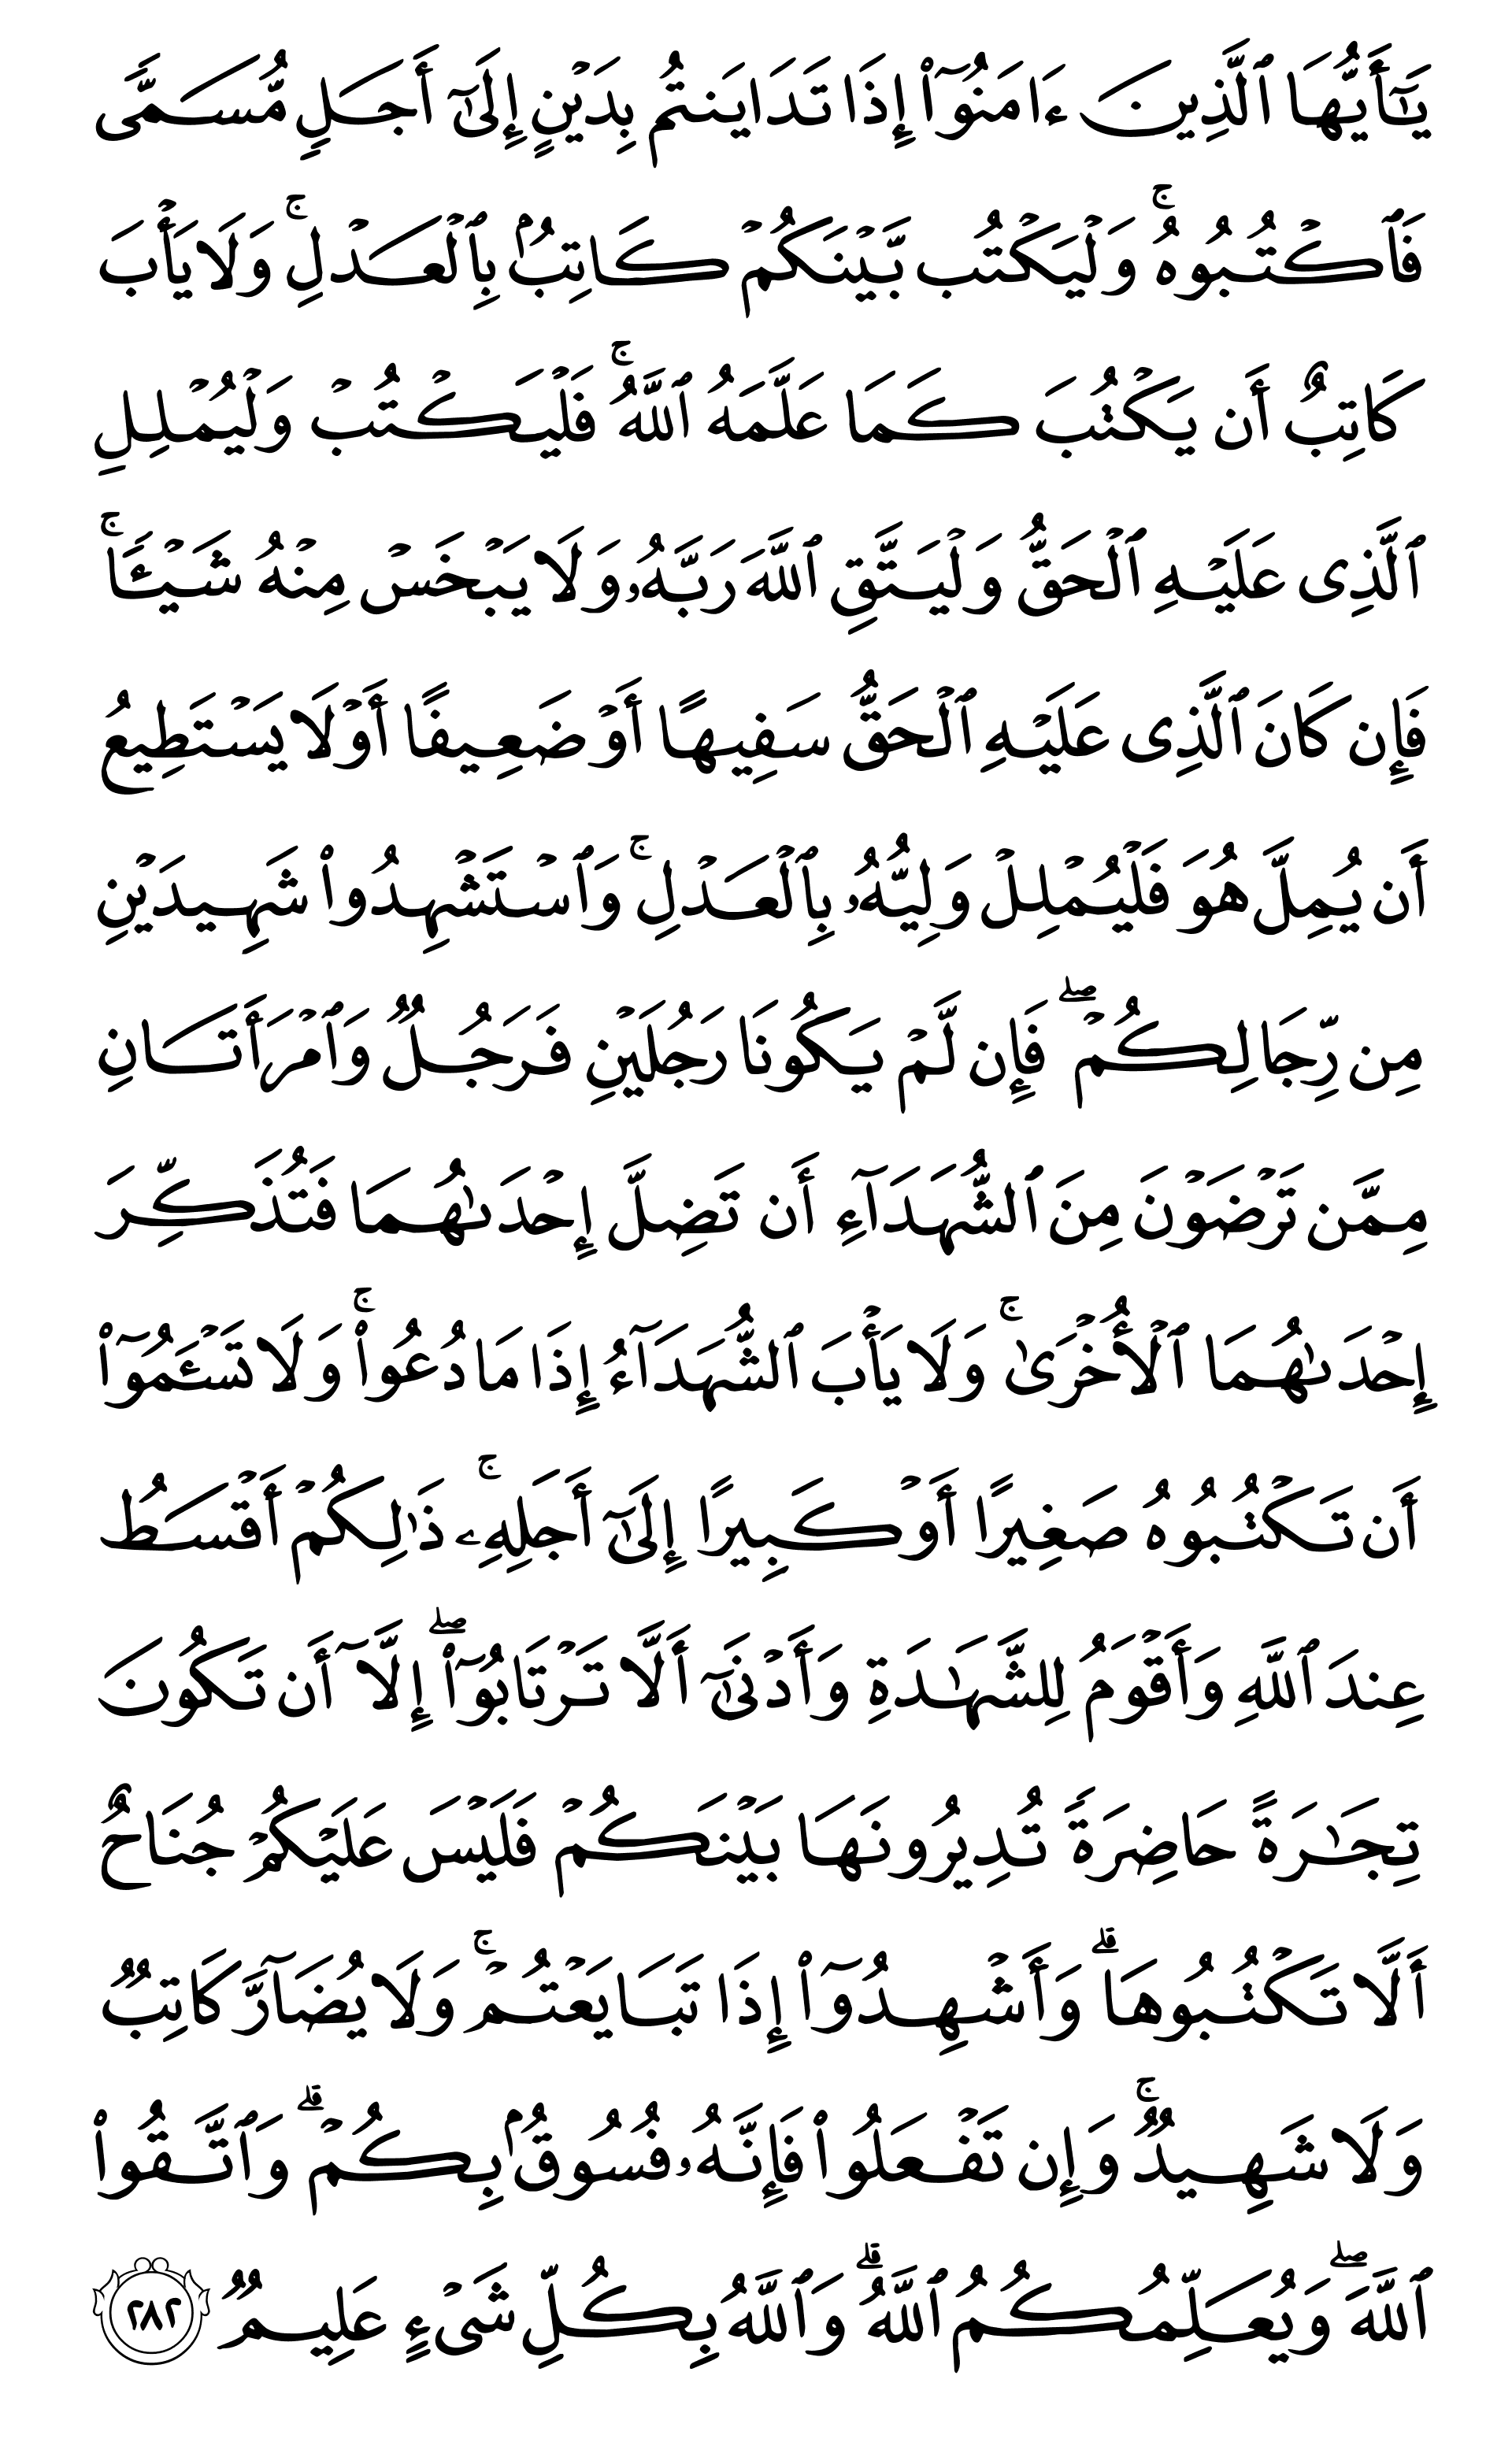 يَٰٓأَيُّهَا ٱلَّذِينَ ءَامَنُوٓا۟ إِذَا تَدَايَنتُم بِدَيْنٍ إِلَىٰٓ أَجَلٍ مُّسَمًّى
فَٱكْتُبُوهُ ۚ وَلْيَكْتُب بَّيْنَكُمْ كَاتِبٌۢ بِٱلْعَدْلِ ۚ وَلَا يَأْبَ
كَاتِبٌ أَن يَكْتُبَ كَمَا عَلَّمَهُ ٱللَّهُ ۚ فَلْيَكْتُبْ وَلْيُمْلِلِ
ٱلَّذِى عَلَيْهِ ٱلْحَقُّ وَلْيَتَّقِ ٱللَّهَ رَبَّهُۥ وَلَا يَبْخَسْ مِنْهُ شَيْـًٔا ۚ
فَإِن كَانَ ٱلَّذِى عَلَيْهِ ٱلْحَقُّ سَفِيهًا أَوْ ضَعِيفًا أَوْ لَا يَسْتَطِيعُ
أَن يُمِلَّ هُوَ فَلْيُمْلِلْ وَلِيُّهُۥ بِٱلْعَدْلِ ۚ وَٱسْتَشْهِدُوا۟ شَهِيدَيْنِ
مِن رِّجَالِكُمْ ۖ فَإِن لَّمْ يَكُونَا رَجُلَيْنِ فَرَجُلٌ وَٱمْرَأَتَانِ
مِمَّن تَرْضَوْنَ مِنَ ٱلشُّهَدَآءِ أَن تَضِلَّ إِحْدَىٰهُمَا فَتُذَكِّرَ
إِحْدَىٰهُمَا ٱلْأُخْرَىٰ ۚ وَلَا يَأْبَ ٱلشُّهَدَآءُ إِذَا مَا دُعُوا۟ ۚ وَلَا تَسْـَٔمُوٓا۟
أَن تَكْتُبُوهُ صَغِيرًا أَوْ كَبِيرًا إِلَىٰٓ أَجَلِهِۦ ۚ ذَٰلِكُمْ أَقْسَطُ
عِندَ ٱللَّهِ وَأَقْوَمُ لِلشَّهَٰدَةِ وَأَدْنَىٰٓ أَلَّا تَرْتَابُوٓا۟ ۖ إِلَّآ أَن تَكُونَ
تِجَٰرَةً حَاضِرَةً تُدِيرُونَهَا بَيْنَكُمْ فَلَيْسَ عَلَيْكُمْ جُنَاحٌ
أَلَّا تَكْتُبُوهَا ۗ وَأَشْهِدُوٓا۟ إِذَا تَبَايَعْتُمْ ۚ وَلَا يُضَآرَّ كَاتِبٌ
وَلَا شَهِيدٌ ۚ وَإِن تَفْعَلُوا۟ فَإِنَّهُۥ فُسُوقٌۢ بِكُمْ ۗ وَٱتَّقُوا۟
ٱللَّهَ ۖ وَيُعَلِّمُكُمُ ٱللَّهُ ۗ وَٱللَّهُ بِكُلِّ شَىْءٍ عَلِيمٌ ٢٨٢